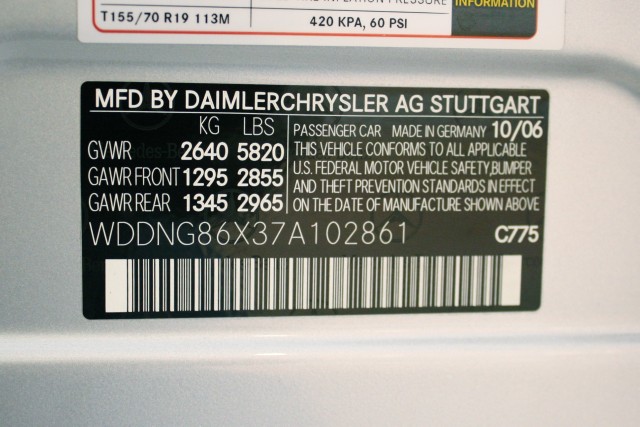 INFLATION PRESSURE
INFORMATION
T155/70 R19 113M
420 KPA, 60 PSI
MFD BY DAIMLERCHRYSLER AG STUTTGART
KG LBS
GVWR 2640 5820
GAWR FRONT 1295 2855
GAWR REAR 1345 2965
PASSENGER CAR MADE IN GERMANY 10/06
THIS VEHICLE CONFORMS TO ALL APPLICABLE
U.S. FEDERAL MOTOR VEHICLE SAFETY,BUMPER
AND THEFT PREVENTION STANDARDS IN EFFECT
ON THE DATE OF MANUFACTURE SHOWN ABOVE
WDDNG86X37A102861
C775